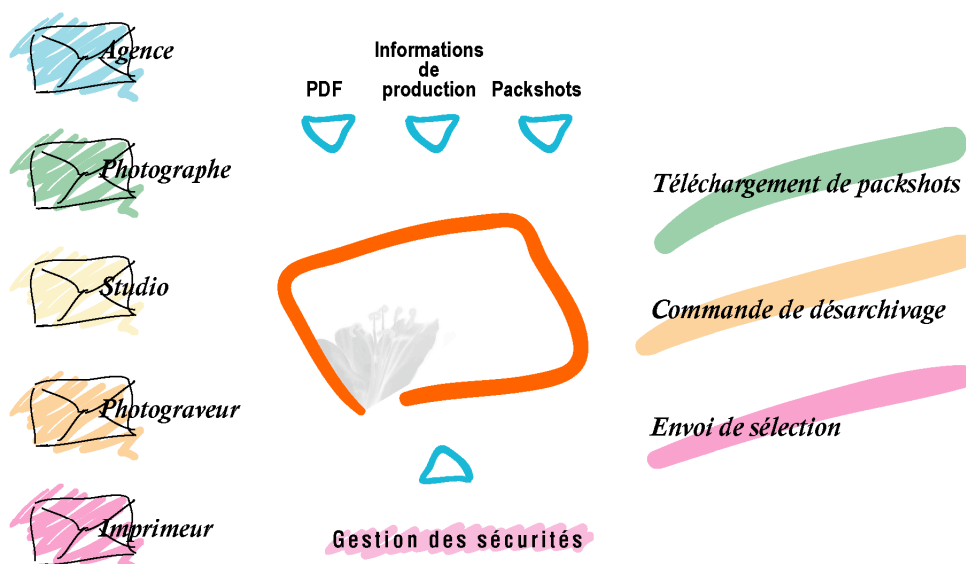 Agence
Photographe
Studio
Photograveur
Imprimeur
Informations
de
production
PDF
Packshots
Gestion des sécurités
Téléchargement de packshots
Commande de désarchivage
Envoi de sélection